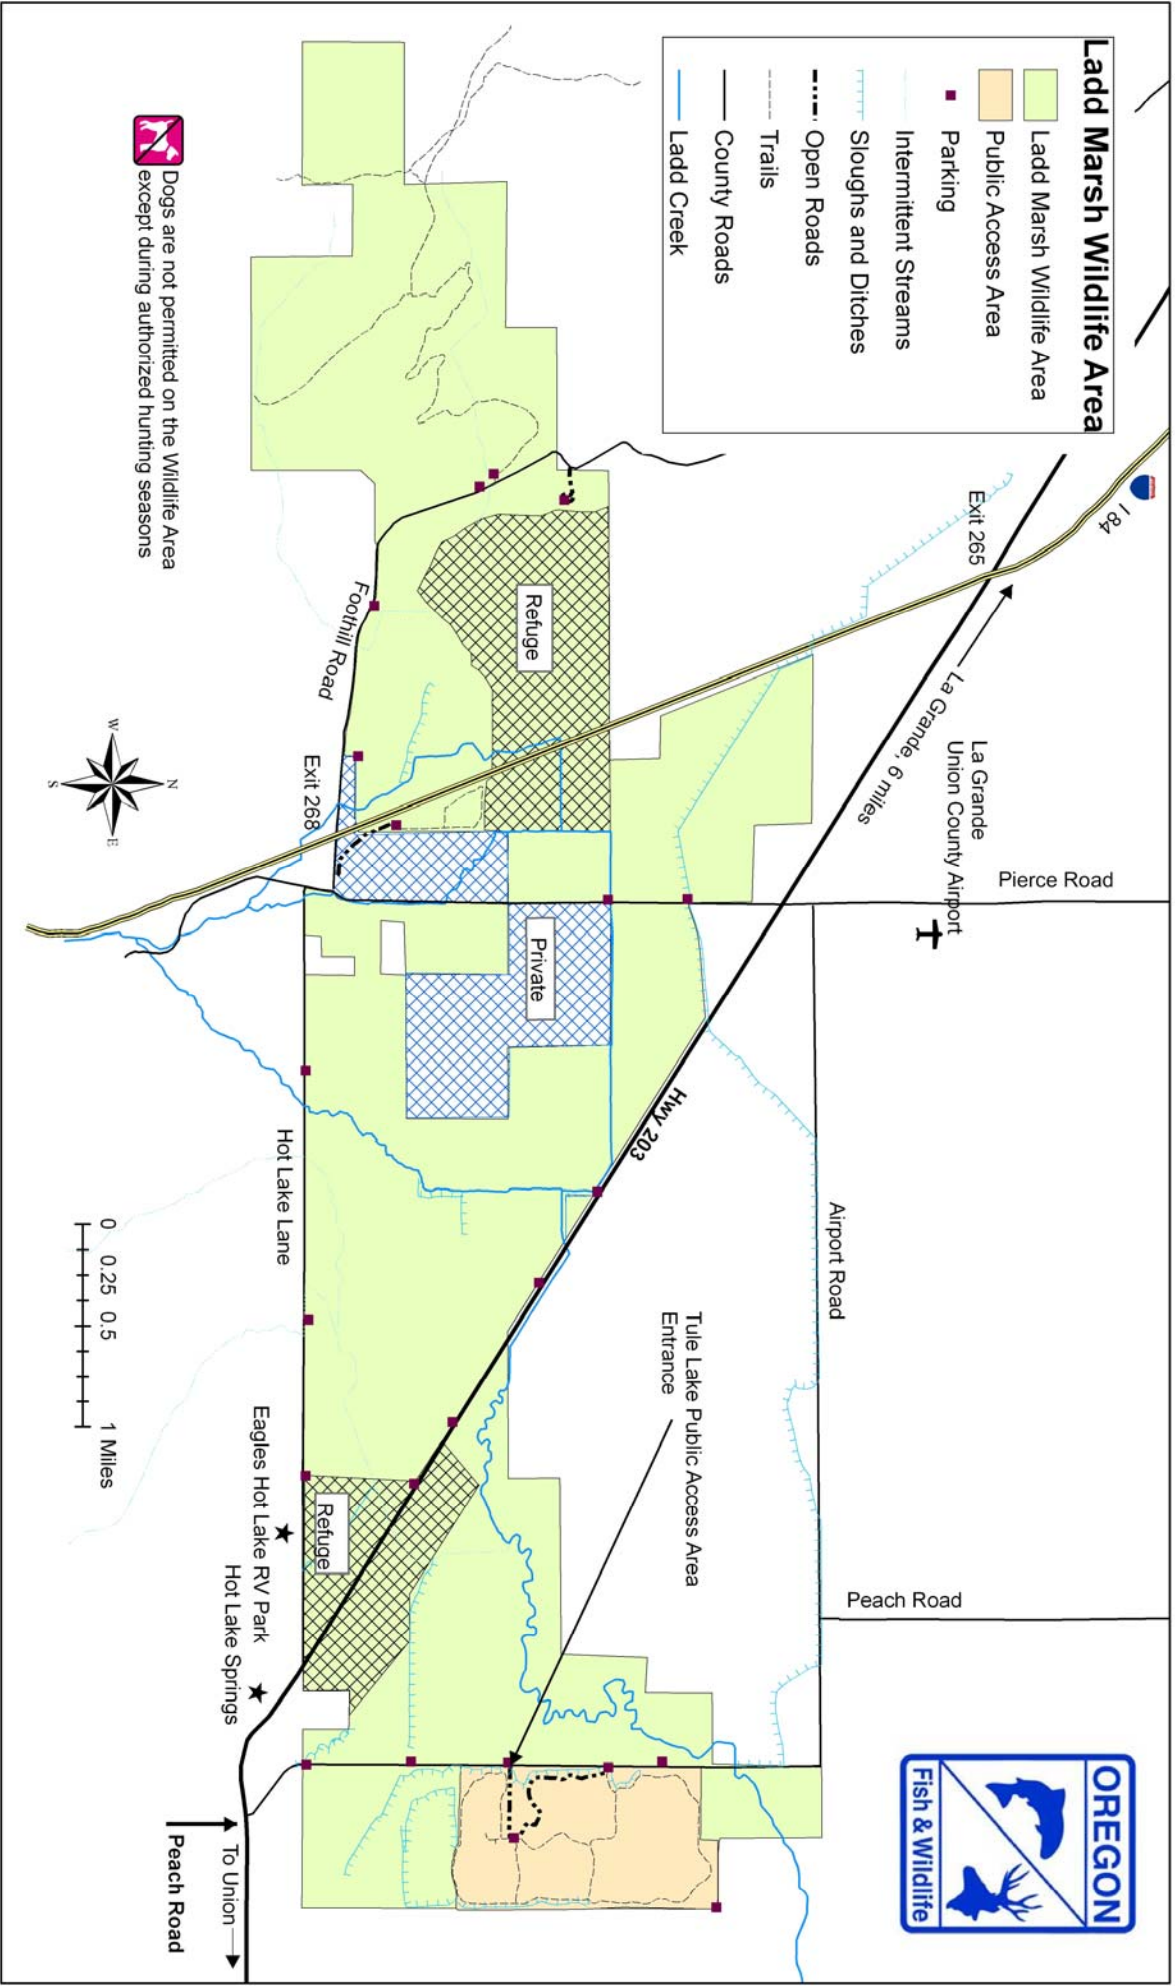 Ladd Marsh Wildlife Area
Ladd Marsh Wildlife Area
Public Access Area
Parking
Intermittent Streams
Sloughs and Ditches
Open Roads
Trails
County Roads
Ladd Creek
I 84
Exit 265
La Grande, 6 miles
La Grande
Union County Airport
Pierce Road
Airport Road
Peach Road
OREGON
Fish & Wildlife
Refuge
Private
Hwy 203
Tule Lake Public Access Area
Entrance
Foothill Road
Exit 268
Hot Lake Lane
Refuge
Eagles Hot Lake RV Park
Hot Lake Springs
To Union
Peach Road
Dogs are not permitted on the Wildlife Area
except during authorized hunting seasons
N
W
E
S
0 0.25 0.5 1 Miles